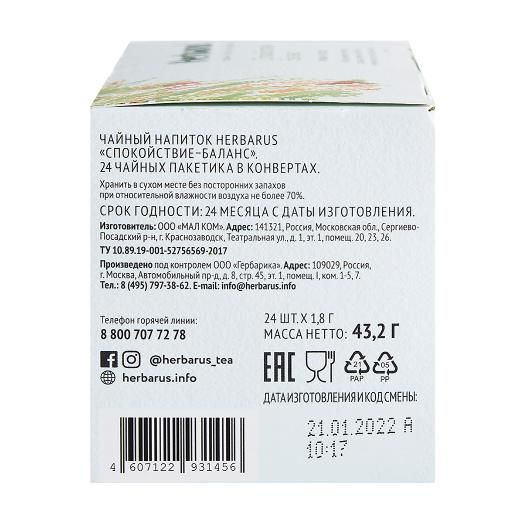 herbarus
ЧАЙНЫЙ НАПИТОК HERBARUS
«СПОКОЙСТВИЕ-БАЛАНС».
24 ЧАЙНЫХ ПАКЕТИКА В КОНВЕРТАХ.
Хранить в сухом месте без посторонних запахов
при относительной влажности воздуха не более 70%.
СРОК ГОДНОСТИ: 24 МЕСЯЦА С ДАТЫ ИЗГОТОВЛЕНИЯ.
Изготовитель: ООО «МАЛ КОМ». Адрес: 141321, Россия, Московская обл., Сергиево-
Посадский р-н, г. Краснозаводск, Театральная ул., д. 1, эт. 1, помещ. 20, 23, 26.
ТУ 10.89.19-001-52756569-2017
Произведено под контролем ООО «Гербарика». Адрес: 109029, Россия,
г. Москва, Автомобильный пр-д, д. 8, стр. 45, эт. 1, помещ. I, ком. 1-5, 7.
Тел.: 8 (495) 797-38-62. E-mail: info@herbarus.info
Телефон горячей линии:
8 800 707 72 78
@herbarus_tea
herbarus.info
24 ШТ. X 1,8 Г
МАССА НЕТТО: 43,2 Г
EAC
21
PAP
05
PP
ДАТА ИЗГОТОВЛЕНИЯ И КОД СМЕНЫ:
21.01.2022 A
10:17
4 607122 931456